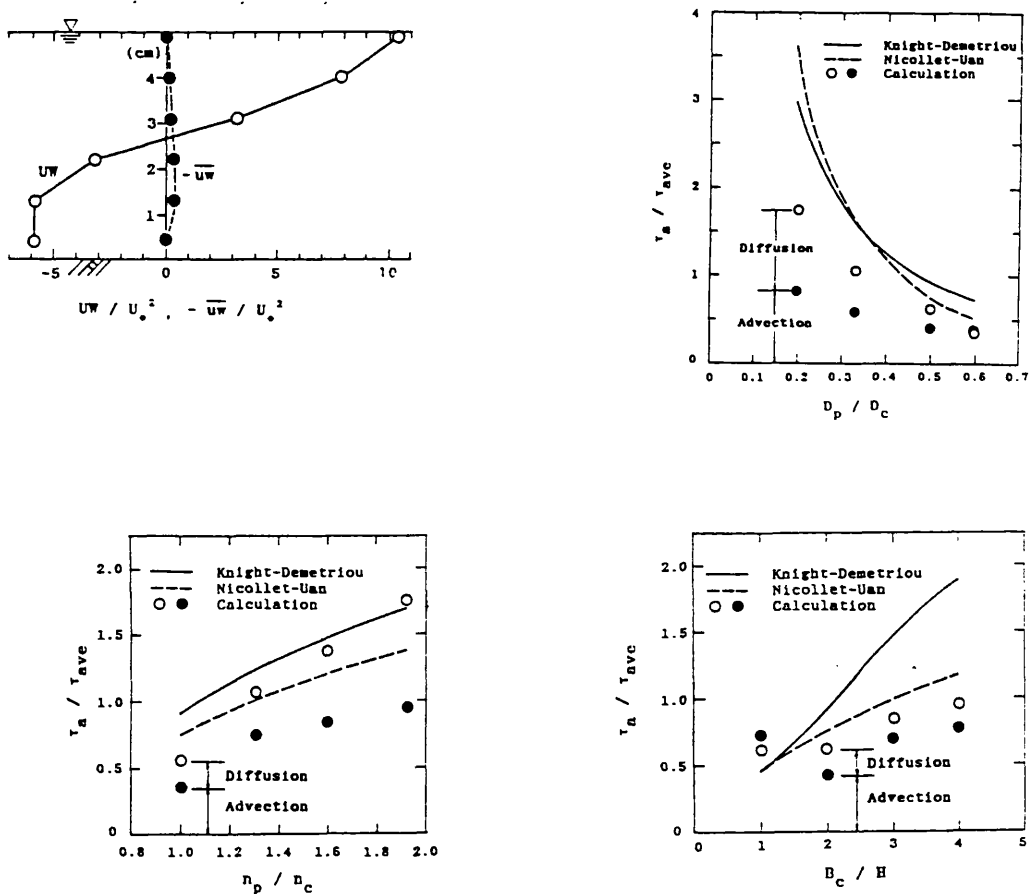 (cm)
4
3
2
1
UW
- uw
-5
0
5
10
UW / U*², - uw / U*²
4
3
2
1
0
Knight-Demetriou
Nicollet-Uan
Calculation
Diffusion
Advection
τa / τave
0
0.1
0.2
0.3
0.4
0.5
0.6
0.7
Dp / Dc
2.0
1.5
1.0
0.5
0
Knight-Demetriou
Nicollet-Uan
Calculation
Diffusion
Advection
τa / τave
0.8
1.0
1.2
1.4
1.6
1.8
2.0
np / nc
2.0
1.5
1.0
0.5
0
Knight-Demetriou
Nicollet-Uan
Calculation
Diffusion
Advection
τa / τave
1
2
3
4
5
Bc / H